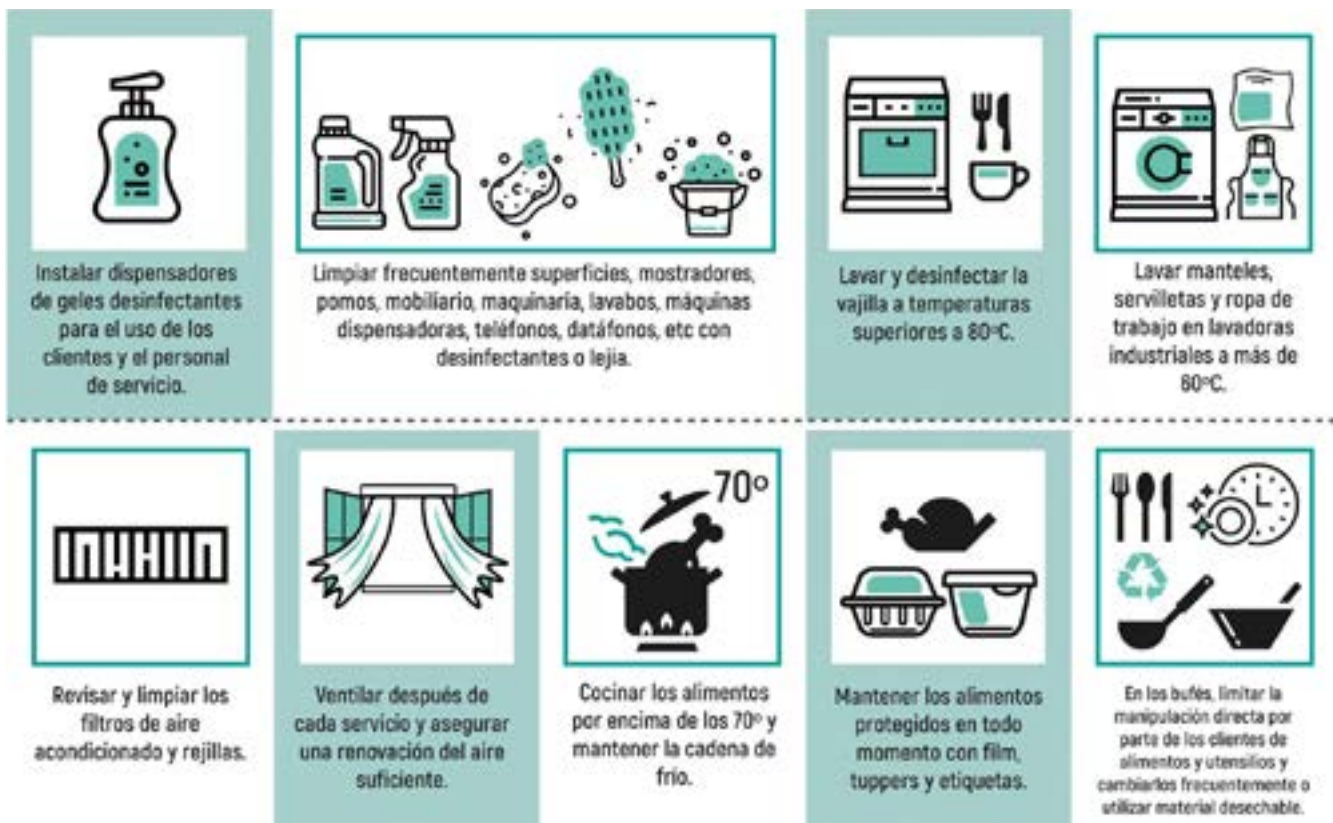 Instalar dispensadores
de geles desinfectantes
para el uso de los
clientes y el personal
de servicio.
Limpiar frecuentemente superficies, mostradores,
pomos, mobiliario, maquinaria, lavabos, máquinas
dispensadoras, teléfonos, datáfonos, etc con
desinfectantes o lejía.
Lavar y desinfectar la
vajilla a temperaturas
superiores a 80ºC.
Lavar manteles,
servilletas y ropa de
trabajo en lavadoras
industriales a más de
60ºC.
Revisar y limpiar los
filtros de aire
acondicionado y rejillas.
Ventilar después de
cada servicio y asegurar
una renovación del aire
suficiente.
70º
Cocinar los alimentos
por encima de los 70º y
mantener la cadena de
frío.
Mantener los alimentos
protegidos en todo
momento con film,
tuppers y etiquetas.
En los bufés, limitar la
manipulación directa por
parte de los clientes de
alimentos y utensilios y
cambiarlos frecuentemente o
utilizar material desechable.